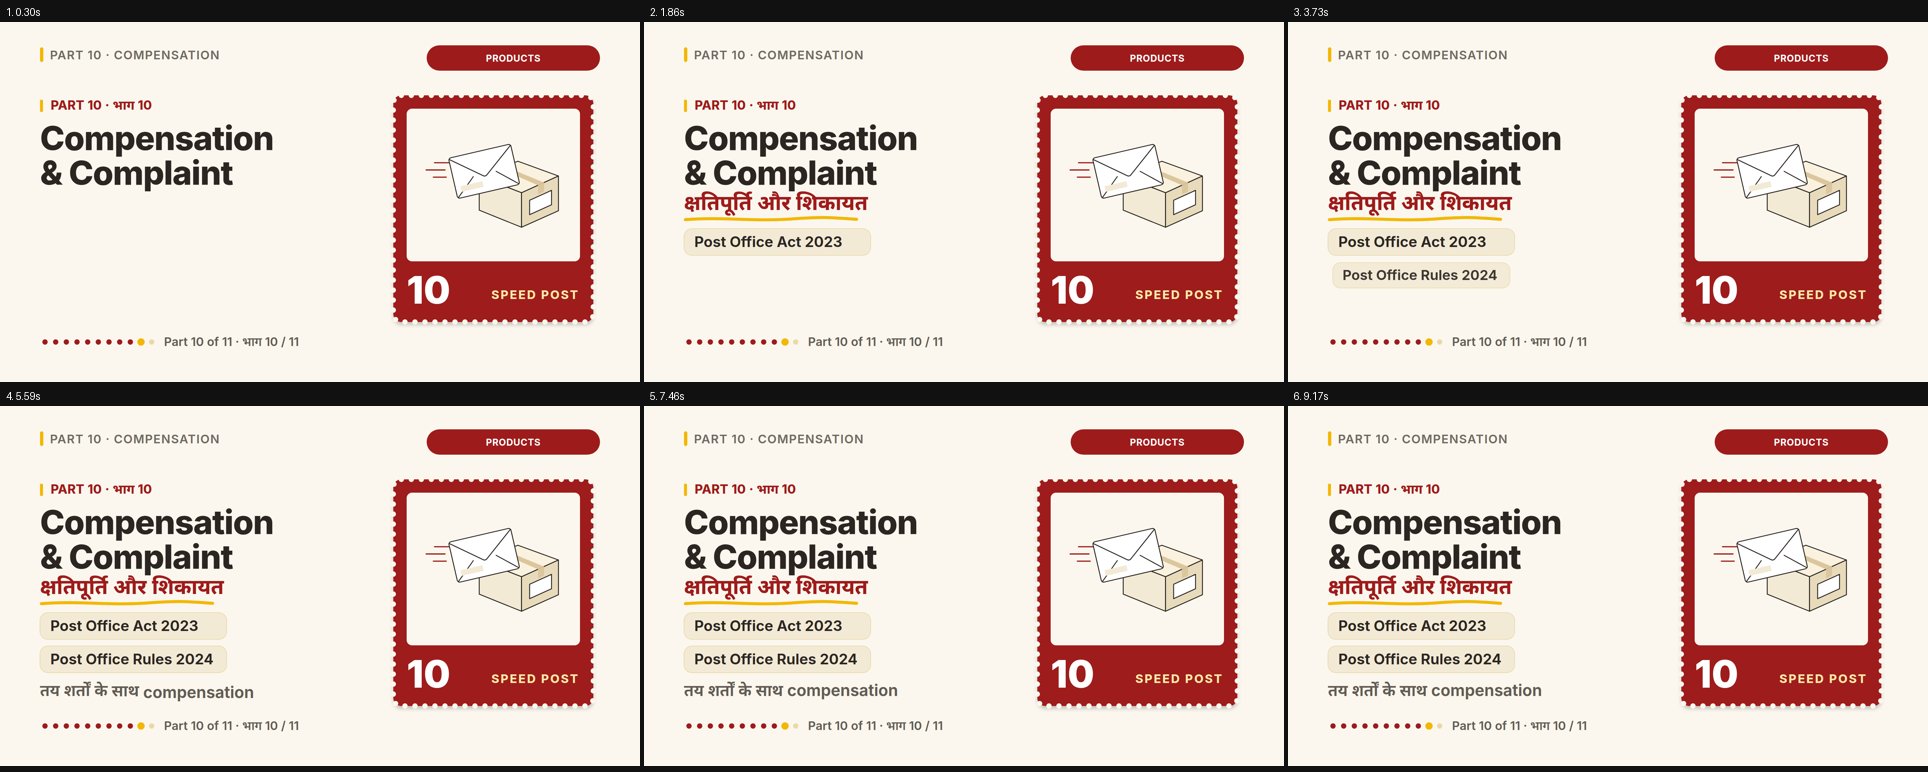 1. 0.30s
PART 10 · COMPENSATION
PRODUCTS
PART 10 · भाग 10
Compensation
& Complaint
10
SPEED POST
Part 10 of 11 · भाग 10 / 11
2. 1.86s
PART 10 · COMPENSATION
PRODUCTS
PART 10 · भाग 10
Compensation
& Complaint
क्षतिपूर्ति और शिकायत
Post Office Act 2023
10
SPEED POST
Part 10 of 11 · भाग 10 / 11
3. 3.73s
PART 10 · COMPENSATION
PRODUCTS
PART 10 · भाग 10
Compensation
& Complaint
क्षतिपूर्ति और शिकायत
Post Office Act 2023
Post Office Rules 2024
10
SPEED POST
Part 10 of 11 · भाग 10 / 11
4. 5.59s
PART 10 · COMPENSATION
PRODUCTS
PART 10 · भाग 10
Compensation
& Complaint
क्षतिपूर्ति और शिकायत
Post Office Act 2023
Post Office Rules 2024
तय शर्तों के साथ compensation
10
SPEED POST
Part 10 of 11 · भाग 10 / 11
5. 7.46s
PART 10 · COMPENSATION
PRODUCTS
PART 10 · भाग 10
Compensation
& Complaint
क्षतिपूर्ति और शिकायत
Post Office Act 2023
Post Office Rules 2024
तय शर्तों के साथ compensation
10
SPEED POST
Part 10 of 11 · भाग 10 / 11
6. 9.17s
PART 10 · COMPENSATION
PRODUCTS
PART 10 · भाग 10
Compensation
& Complaint
क्षतिपूर्ति और शिकायत
Post Office Act 2023
Post Office Rules 2024
तय शर्तों के साथ compensation
10
SPEED POST
Part 10 of 11 · भाग 10 / 11